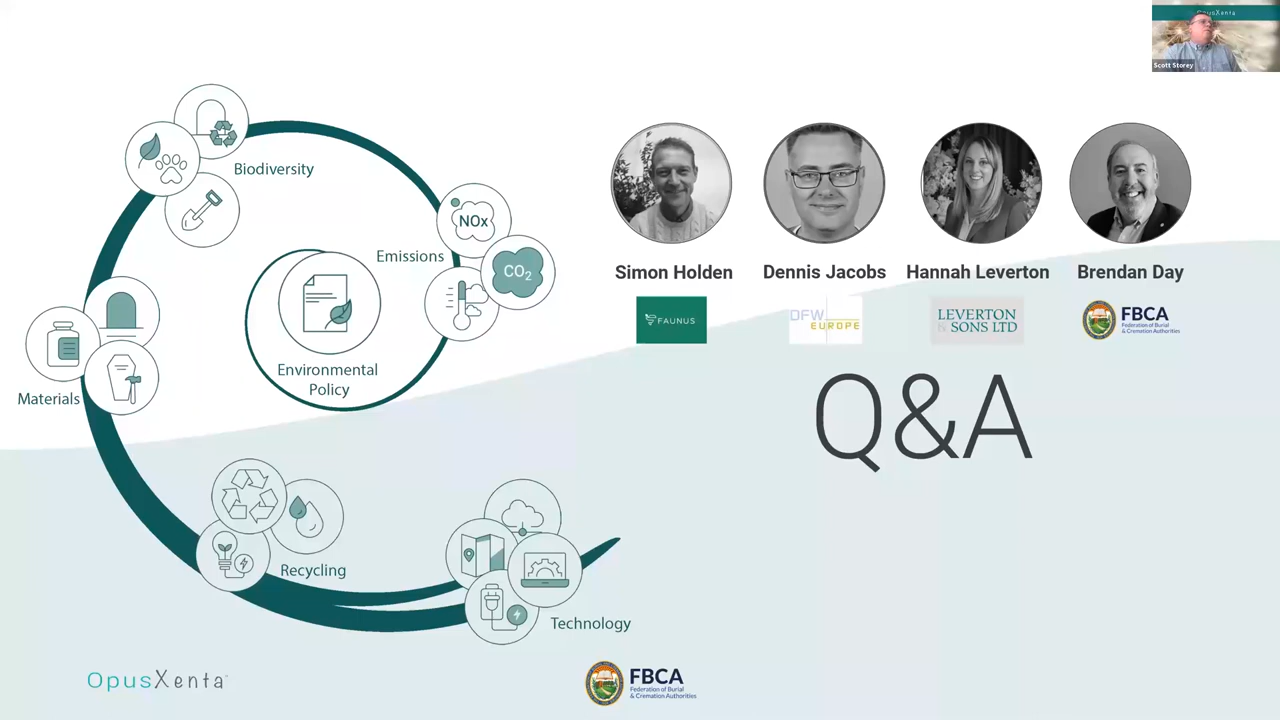 OpusXenta
Scott Storey
Biodiversity
NOx
Emissions
CO2
Environmental
Policy
Materials
Recycling
Technology
Simon Holden
Dennis Jacobs
Hannah Leverton
Brendan Day
FAUNUS
DFW
EUROPE
LEVERTON
& SONS LTD
FBCA
Federation of Burial
& Cremation Authorities
Q&A
OpusXenta
FBCA
Federation of Burial
& Cremation Authorities